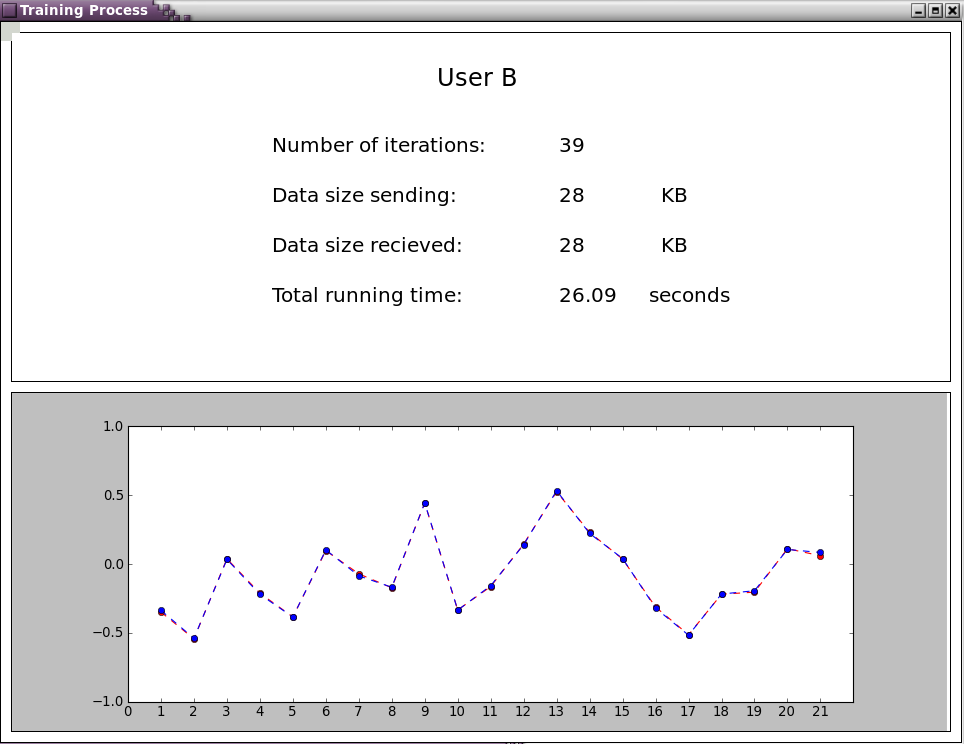 Training Process
User B
Number of iterations: 39
Data size sending: 28 KB
Data size recieved: 28 KB
Total running time: 26.09 seconds
1.0
0.5
0.0
−0.5
−1.0
0 1 2 3 4 5 6 7 8 9 10 11 12 13 14 15 16 17 18 19 20 21